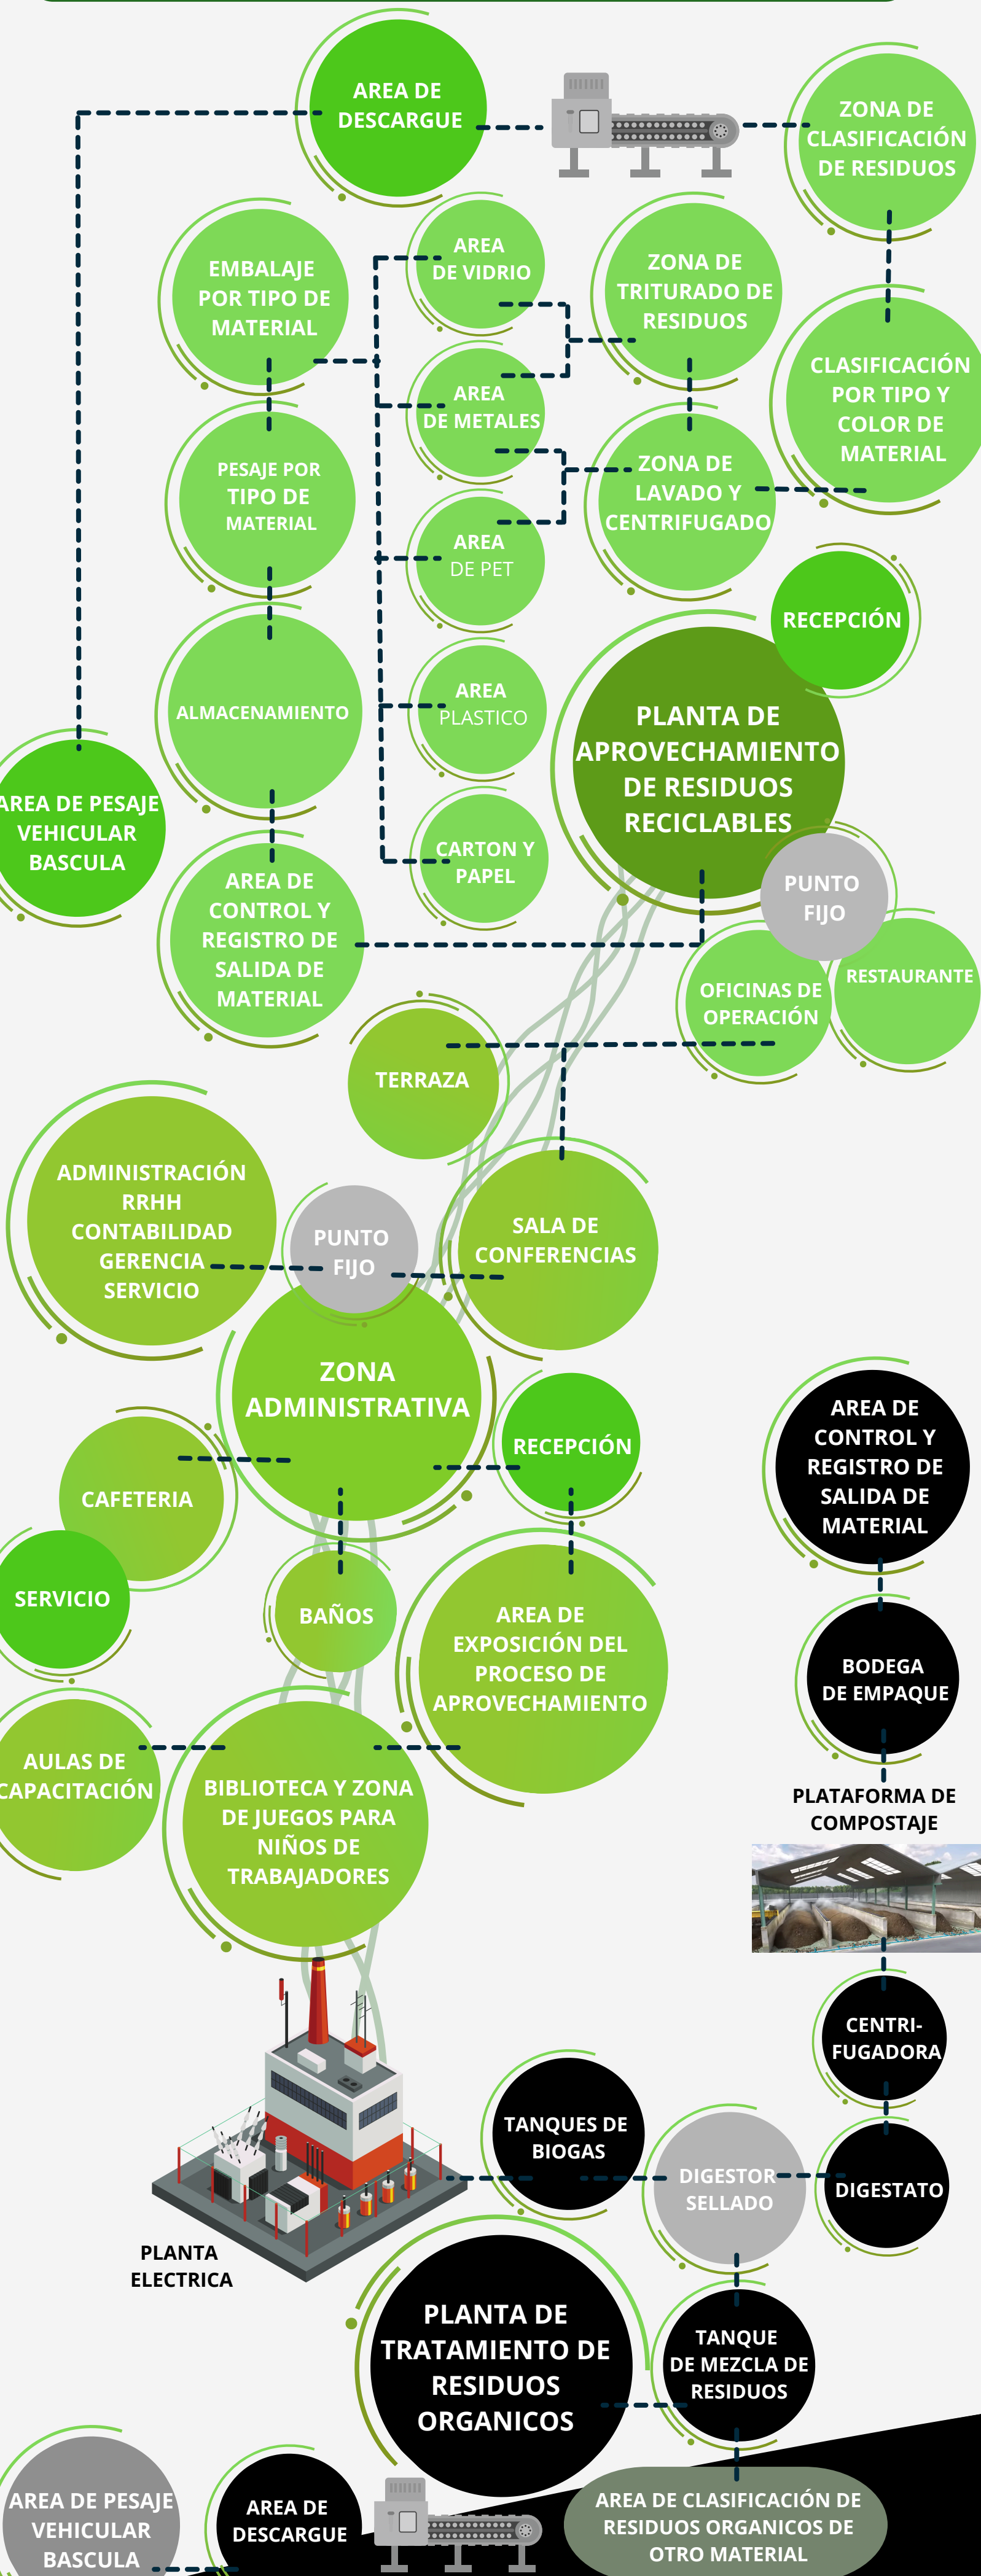 AREA DE
DESCARGUE
ZONA DE
CLASIFICACIÓN
DE RESIDUOS
EMBALAJE
POR TIPO DE
MATERIAL
AREA
DE VIDRIO
ZONA DE
TRITURADO DE
RESIDUOS
CLASIFICACIÓN
POR TIPO Y
COLOR DE
MATERIAL
AREA
DE METALES
PESAJE POR
TIPO DE
MATERIAL
ZONA DE
LAVADO Y
CENTRIFUGADO
AREA
DE PET
RECEPCIÓN
ALMACENAMIENTO
AREA
PLASTICO
PLANTA DE
APROVECHAMIENTO
DE RESIDUOS
RECICLABLES
AREA DE PESAJE
VEHICULAR
BASCULA
CARTON Y
PAPEL
AREA DE
CONTROL Y
REGISTRO DE
SALIDA DE
MATERIAL
PUNTO
FIJO
OFICINAS DE
OPERACIÓN
RESTAURANTE
TERRAZA
ADMINISTRACIÓN
RRHH
CONTABILIDAD
GERENCIA
SERVICIO
PUNTO
FIJO
SALA DE
CONFERENCIAS
ZONA
ADMINISTRATIVA
RECEPCIÓN
AREA DE
CONTROL Y
REGISTRO DE
SALIDA DE
MATERIAL
CAFETERIA
SERVICIO
BAÑOS
AREA DE
EXPOSICIÓN DEL
PROCESO DE
APROVECHAMIENTO
BODEGA
DE EMPAQUE
AULAS DE
CAPACITACIÓN
BIBLIOTECA Y ZONA
DE JUEGOS PARA
NIÑOS DE
TRABAJADORES
PLATAFORMA DE
COMPOSTAJE
CENTRI-
FUGADORA
TANQUES DE
BIOGAS
DIGESTOR
SELLADO
DIGESTATO
PLANTA
ELECTRICA
PLANTA DE
TRATAMIENTO DE
RESIDUOS
ORGANICOS
TANQUE
DE MEZCLA DE
RESIDUOS
AREA DE PESAJE
VEHICULAR
BASCULA
AREA DE
DESCARGUE
AREA DE CLASIFICACIÓN DE
RESIDUOS ORGANICOS DE
OTRO MATERIAL